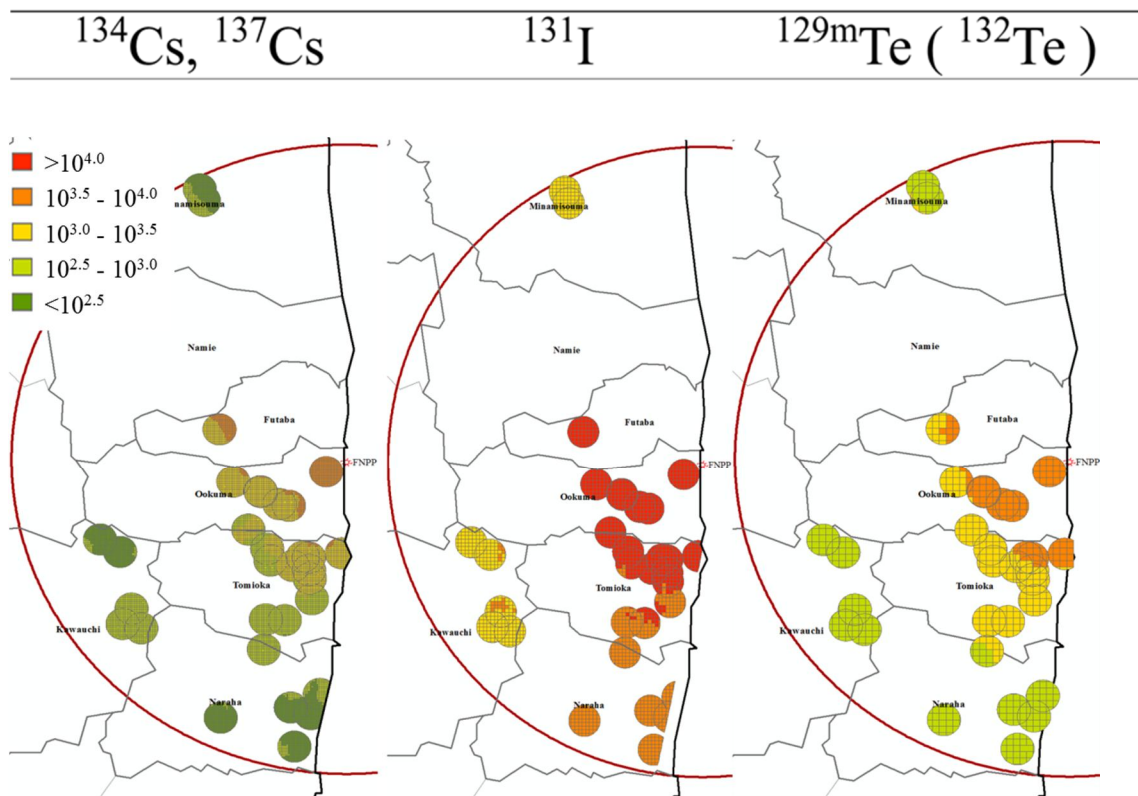 ¹³⁴Cs, ¹³⁷Cs
¹³¹I
¹²⁹ᵐTe ( ¹³²Te )
>10⁴·⁰
10³·⁵ - 10⁴·⁰
10³·⁰ - 10³·⁵
10²·⁵ - 10³·⁰
<10²·⁵
namisouma
Namie
Futaba
FNPP
Ookuma
Tomioka
Kawauchi
Naraha
Minamisouma
Namie
Futaba
FNPP
Ookuma
Tomioka
Kawauchi
Naraha
Minamisouma
Namie
Futaba
FNPP
Ookuma
Tomioka
Kawauchi
Naraha